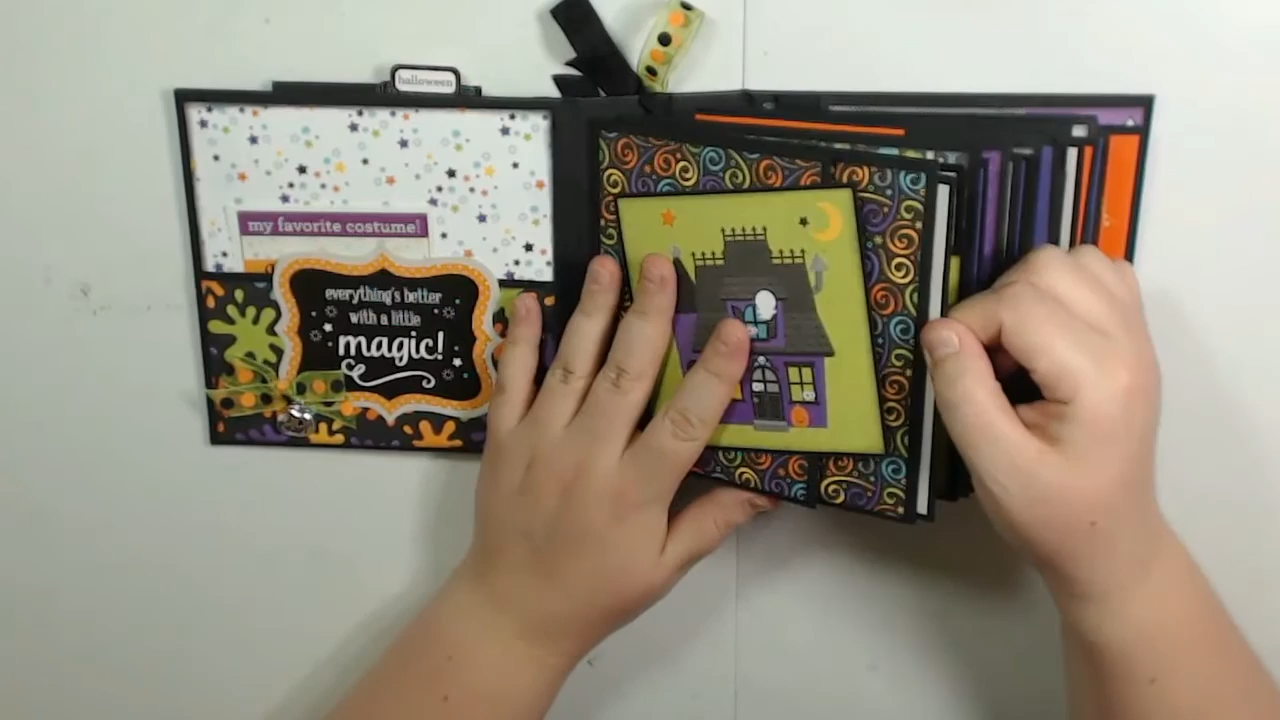 halloween
my favorite costume!
everything's better
with a little
magic!